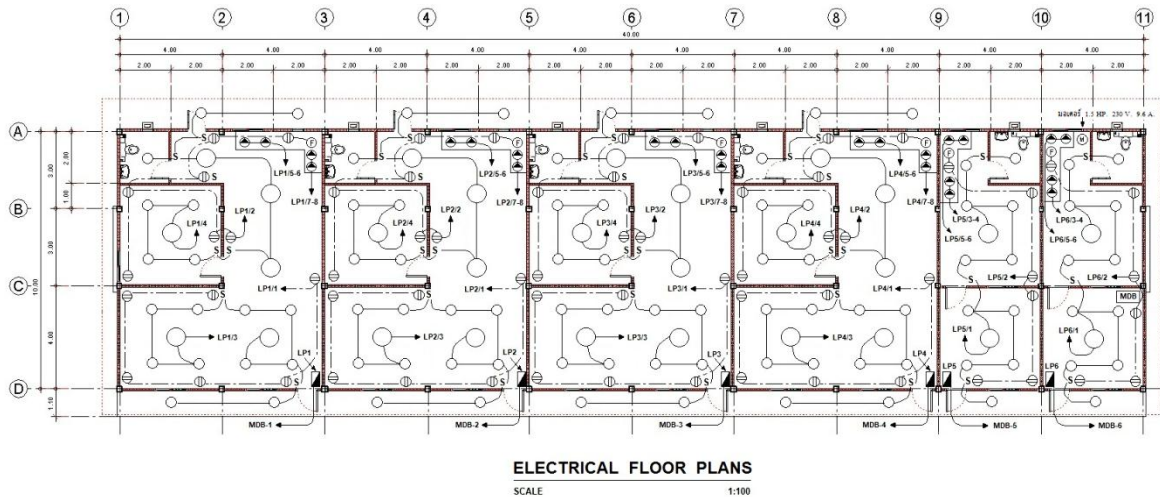 1 2 3 4 5 6 7 8 9 10 11
40.00
4.00 4.00 4.00 4.00 4.00 4.00 4.00 4.00 4.00 4.00
2.00 2.00 2.00 2.00 2.00 2.00 2.00 2.00 2.00 2.00 2.00 2.00 2.00 2.00 2.00 2.00 2.00 2.00 2.00 2.00
มอเตอร์ 1.5 HP. 230 V. 9.6 A.
A
B
C
D
2.00
3.00
1.00
3.00
10.00
4.00
1.10
F F F F F F M
S S S S S S S S S S S S S S S S S S S S S S S S
LP1/5-6 LP2/5-6 LP3/5-6 LP4/5-6
LP1/7-8 LP2/7-8 LP3/7-8 LP4/7-8
LP1/4 LP1/2 LP2/4 LP2/2 LP3/4 LP3/2 LP4/4 LP4/2
LP5/3-4 LP6/3-4
LP5/5-6 LP6/5-6
LP5/2 LP6/2
LP1/1 LP2/1 LP3/1 LP4/1
MDB
LP5/1 LP6/1
LP1/3 LP2/3 LP3/3 LP4/3
LP1 LP2 LP3 LP4 LP5 LP6
MDB-1 MDB-2 MDB-3 MDB-4 MDB-5 MDB-6
ELECTRICAL FLOOR PLANS
SCALE 1:100